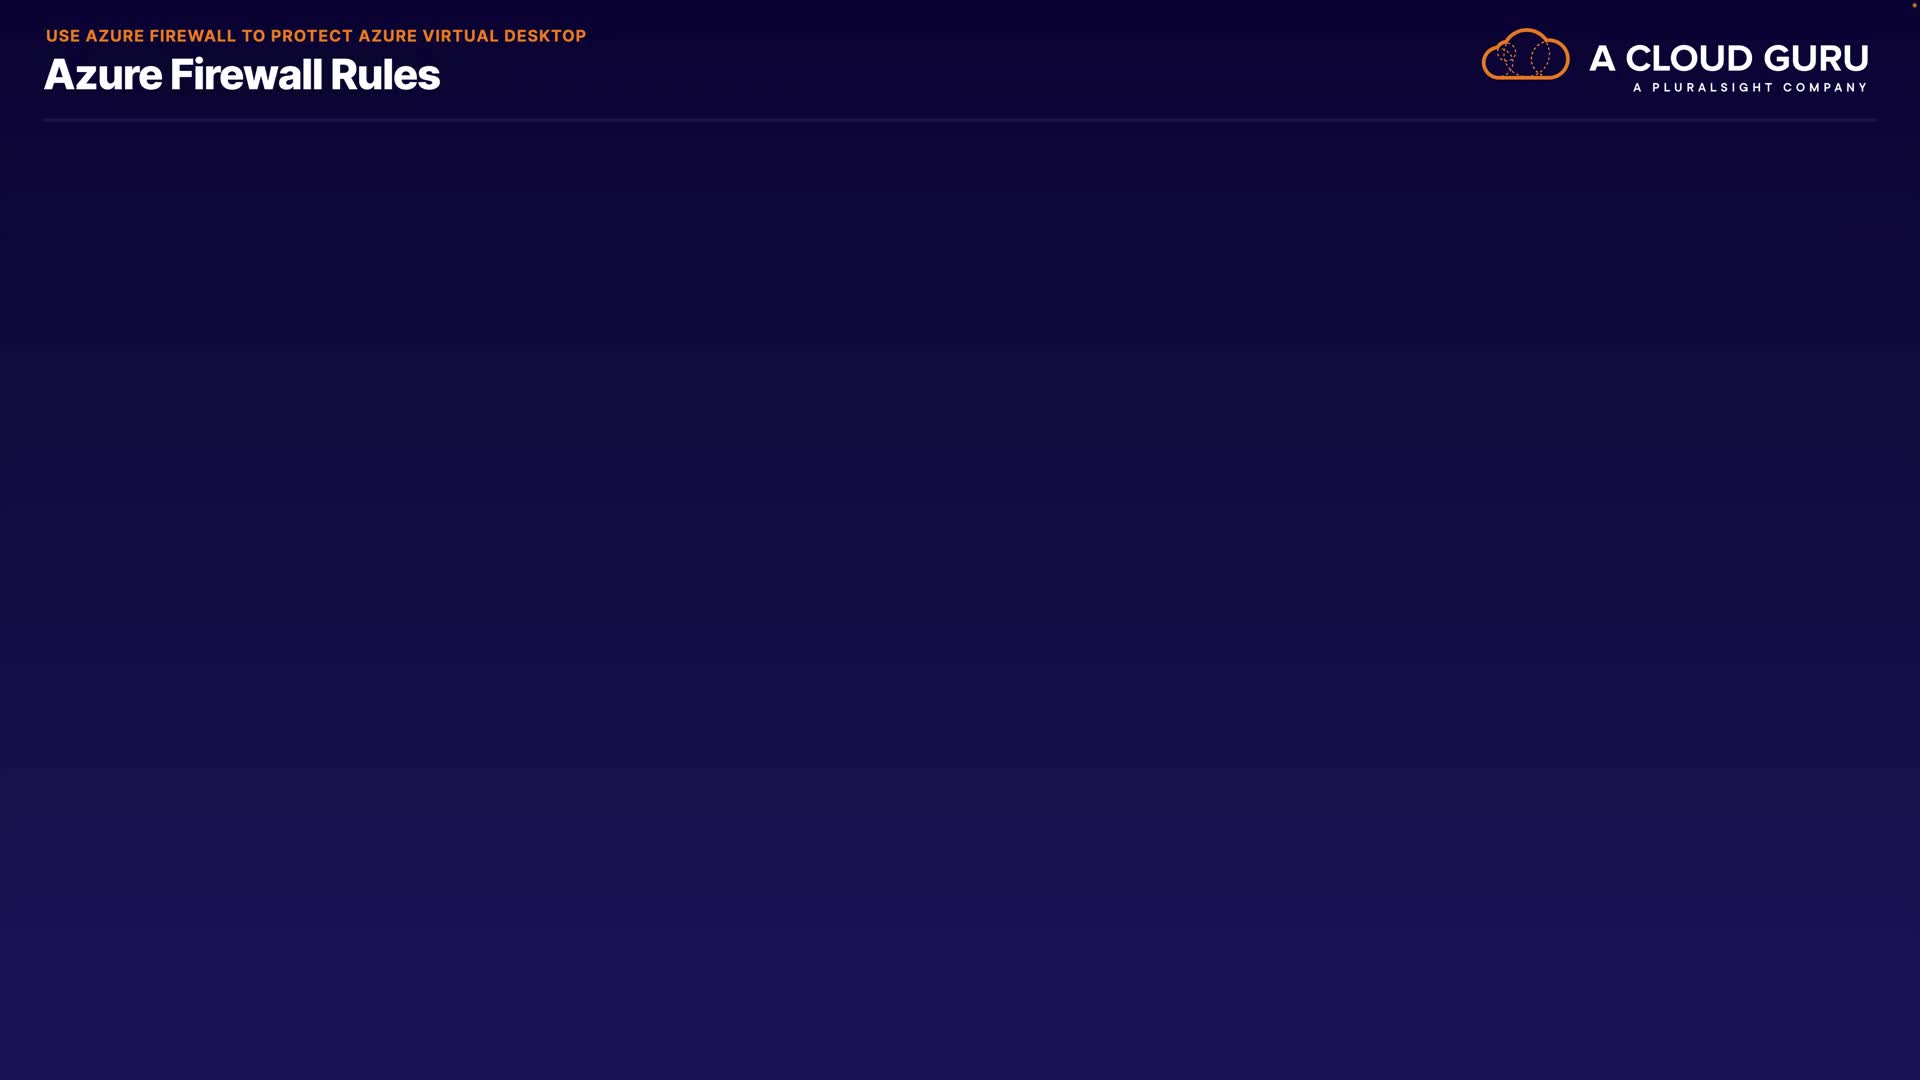 USE AZURE FIREWALL TO PROTECT AZURE VIRTUAL DESKTOP
Azure Firewall Rules
A CLOUD GURU
A PLURALSIGHT COMPANY